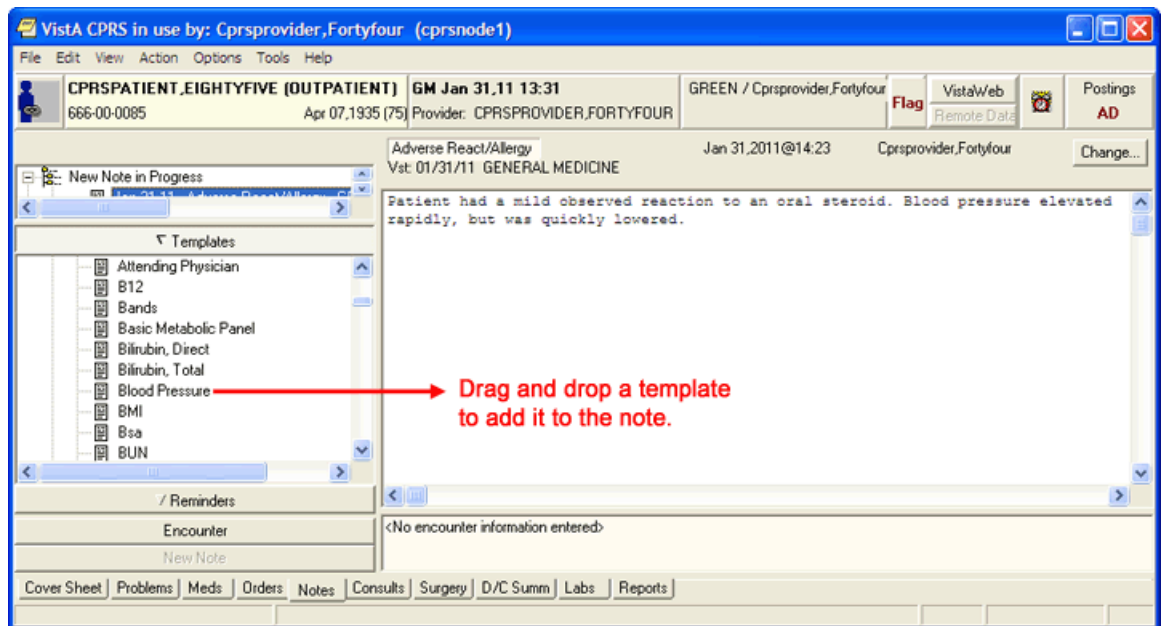 VistA CPRS in use by: Cprsprovider,Fortyfour (cprsnode1)
File Edit View Action Options Tools Help
CPRSPATIENT,EIGHTYFIVE (OUTPATIENT)
666-00-0085 Apr 07,1935 (75)
GM Jan 31,11 13:31
Provider: CPRSPROVIDER,FORTYFOUR
GREEN / Cprsprovider,Fortyfour
Flag
VistaWeb
Remote Data
Postings
AD
Adverse React/Allergy Jan 31,2011@14:23 Cprsprovider,Fortyfour
Change...
Vst: 01/31/11 GENERAL MEDICINE
New Note in Progress
Patient had a mild observed reaction to an oral steroid. Blood pressure elevated
rapidly, but was quickly lowered.
Templates
Attending Physician
B12
Bands
Basic Metabolic Panel
Bilirubin, Direct
Bilirubin, Total
Blood Pressure
BMI
Bsa
BUN
Drag and drop a template
to add it to the note.
Reminders
Encounter
New Note
<No encounter information entered>
Cover Sheet Problems Meds Orders Notes Consults Surgery D/C Summ Labs Reports